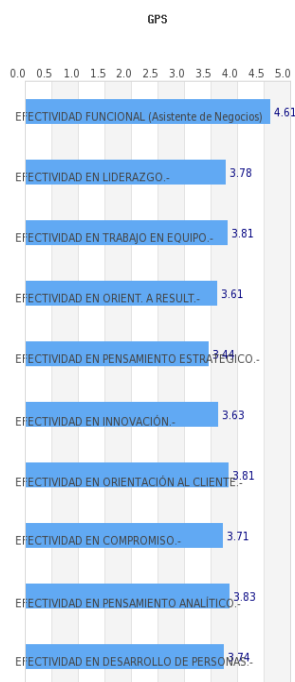 GPS
0.0 0.5 1.0 1.5 2.0 2.5 3.0 3.5 4.0 4.5 5.0
EFECTIVIDAD FUNCIONAL (Asistente de Negocios) 4.61
EFECTIVIDAD EN LIDERAZGO.- 3.78
EFECTIVIDAD EN TRABAJO EN EQUIPO.- 3.81
EFECTIVIDAD EN ORIENT. A RESULT.- 3.61
EFECTIVIDAD EN PENSAMIENTO ESTRATÉGICO.- 3.44
EFECTIVIDAD EN INNOVACIÓN.- 3.63
EFECTIVIDAD EN ORIENTACIÓN AL CLIENTE.- 3.81
EFECTIVIDAD EN COMPROMISO.- 3.71
EFECTIVIDAD EN PENSAMIENTO ANALÍTICO.- 3.83
EFECTIVIDAD EN DESARROLLO DE PERSONAS.- 3.74